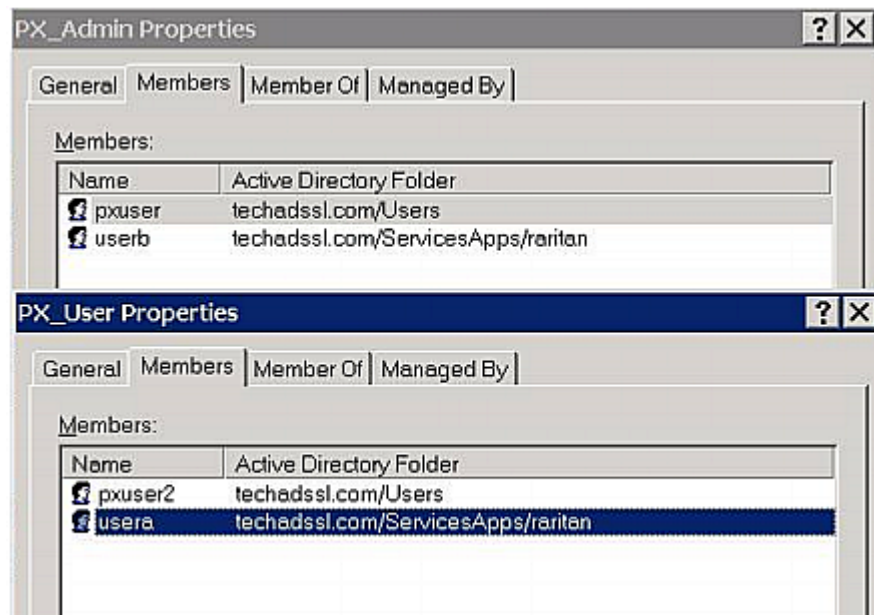 PX_Admin Properties ? X
General Members Member Of Managed By
Members:
Name Active Directory Folder
pxuser techadssl.com/Users
userb techadssl.com/ServicesApps/raritan
PX_User Properties ? X
General Members Member Of Managed By
Members:
Name Active Directory Folder
pxuser2 techadssl.com/Users
usera techadssl.com/ServicesApps/raritan